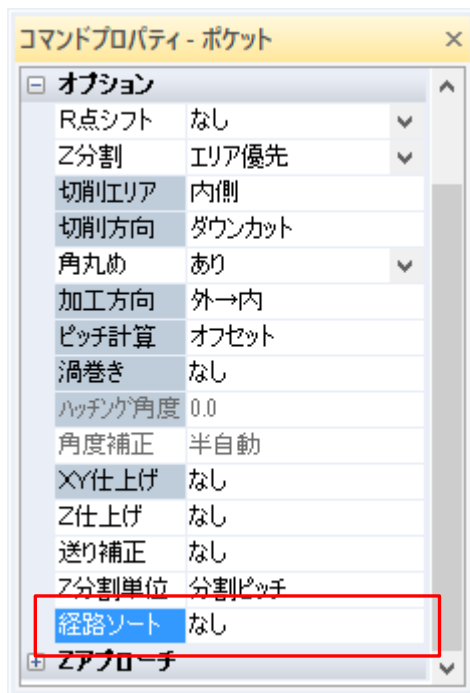 コマンドプロパティ - ポケット
オプション
R点シフト なし
Z分割 エリア優先
切削エリア 内側
切削方向 ダウンカット
角丸め あり
加工方向 外→内
ピッチ計算 オフセット
渦巻き なし
ハッチング角度 0.0
角度補正 半自動
XY仕上げ なし
Z仕上げ なし
送り補正 なし
Z分割単位 分割ピッチ
経路ソート なし
Zアプローチ